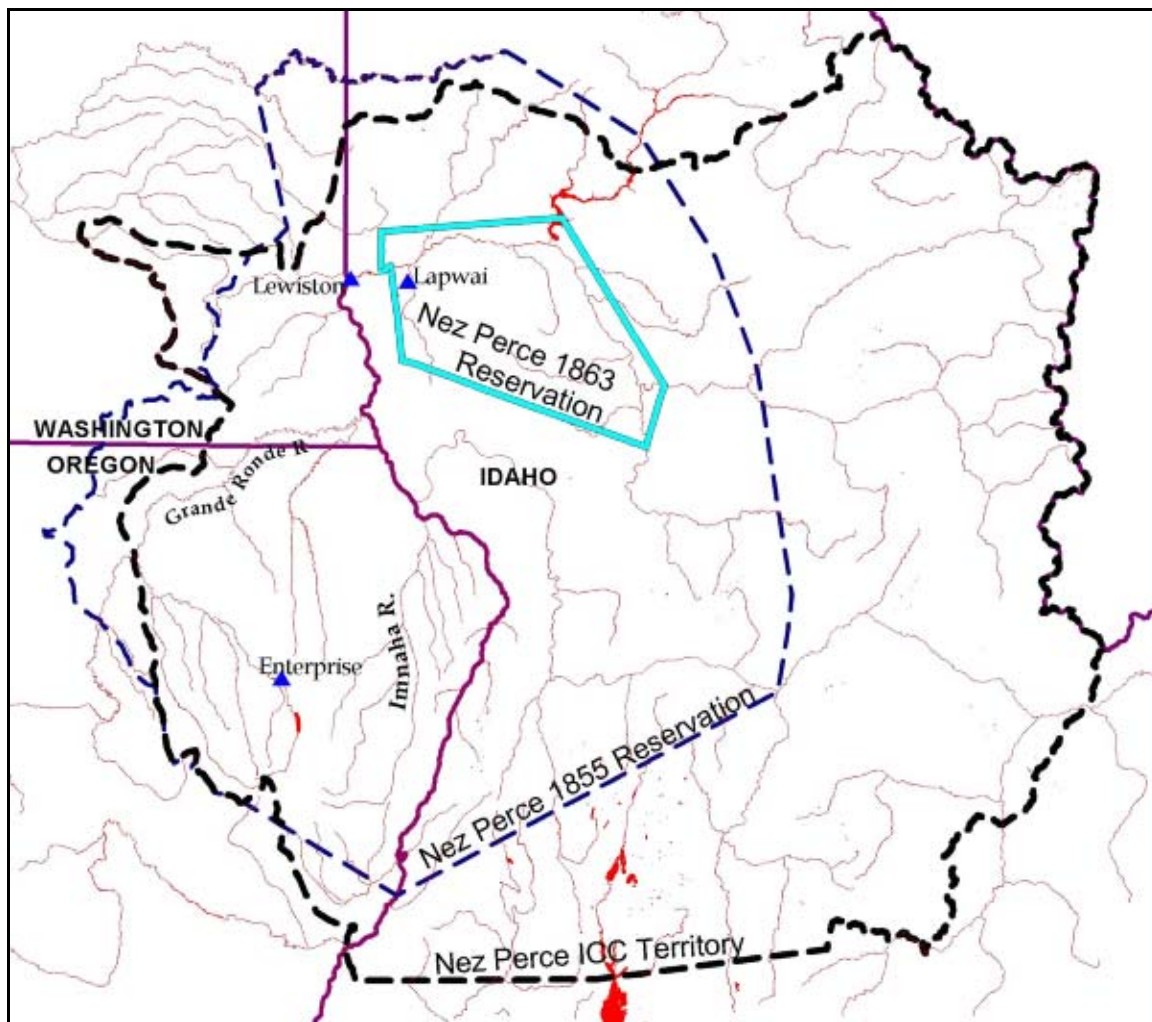 Lewiston
Lapwai
Nez Perce 1863
Reservation
WASHINGTON
OREGON
Grande Ronde R
IDAHO
Imnaha R.
Enterprise
Nez Perce 1855 Reservation
Nez Perce ICC Territory